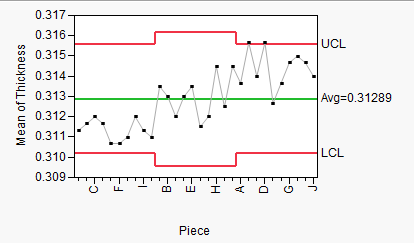 0.317
0.316
0.315
0.314
0.313
0.312
0.311
0.310
0.309
Mean of Thickness
UCL
Avg=0.31289
LCL
C F I B E H A D G J
Piece